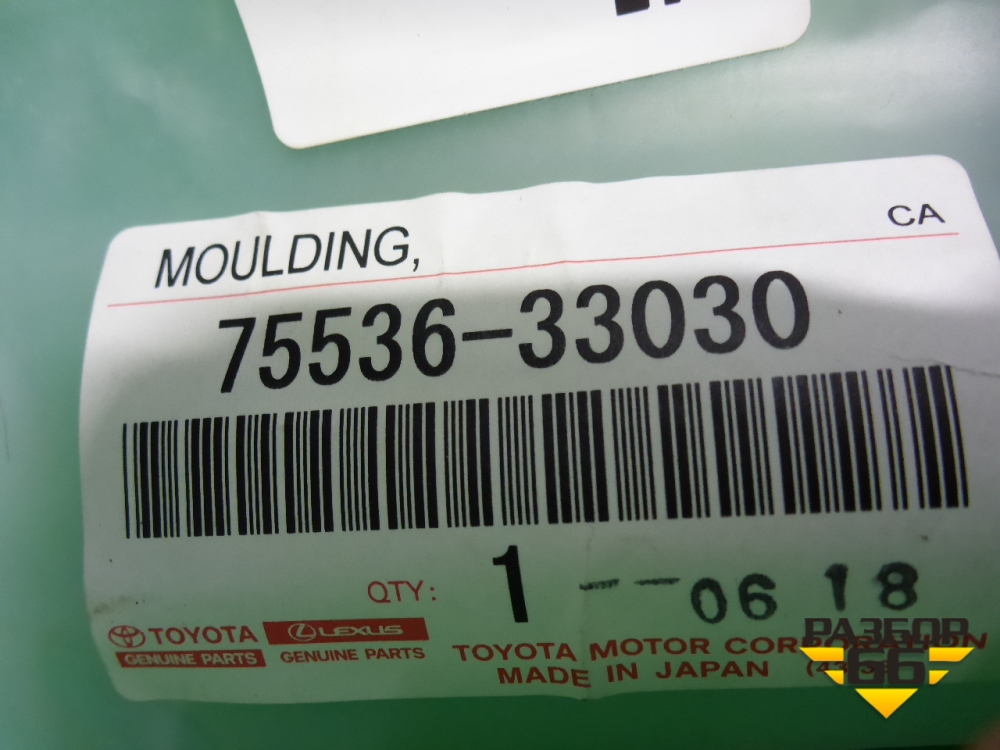 CA
MOULDING,
75536-33030
QTY: 1 -- 06 18
TOYOTA LEXUS
GENUINE PARTS GENUINE PARTS
TOYOTA MOTOR CORPORATION
MADE IN JAPAN
РАЗБОР
66